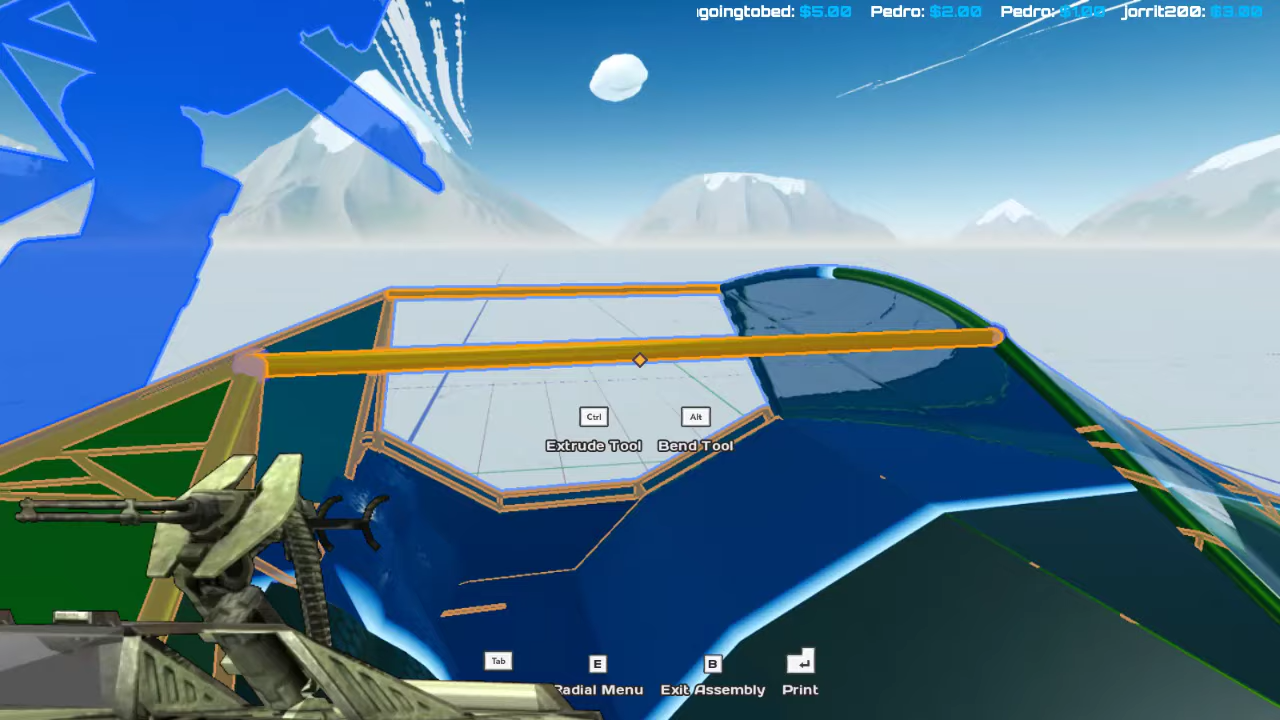 goingtobed: $5.00 Pedro: $2.00 Pedro: $1.00 jorrit200: $3.00
Ctrl Alt
Extrude Tool Bend Tool
Tab E B
Radial Menu Exit Assembly Print